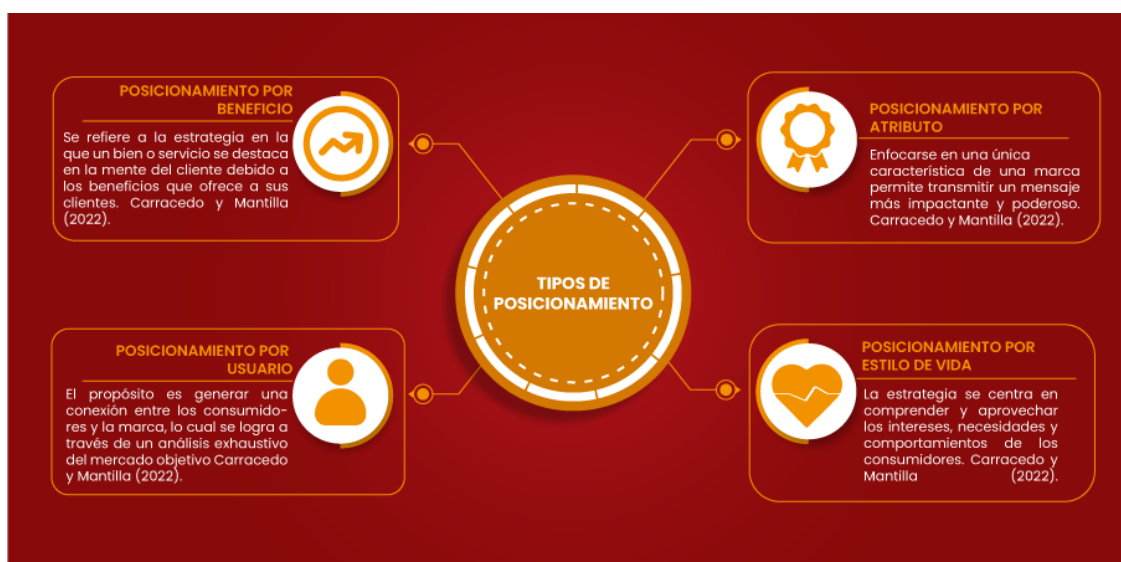 POSICIONAMIENTO POR
BENEFICIO
Se refiere a la estrategia en la
que un bien o servicio se destaca
en la mente del cliente debido a
los beneficios que ofrece a sus
clientes. Carracedo y Mantilla
(2022).
POSICIONAMIENTO POR
ATRIBUTO
Enfocarse en una única
característica de una marca
permite transmitir un mensaje
más impactante y poderoso.
Carracedo y Mantilla (2022).
TIPOS DE
POSICIONAMIENTO
POSICIONAMIENTO POR
USUARIO
El propósito es generar una
conexión entre los consumido-
res y la marca, lo cual se logra a
través de un análisis exhaustivo
del mercado objetivo Carracedo
y Mantilla (2022).
POSICIONAMIENTO POR
ESTILO DE VIDA
La estrategia se centra en
comprender y aprovechar
los intereses, necesidades y
comportamientos de los
consumidores. Carracedo y
Mantilla (2022).